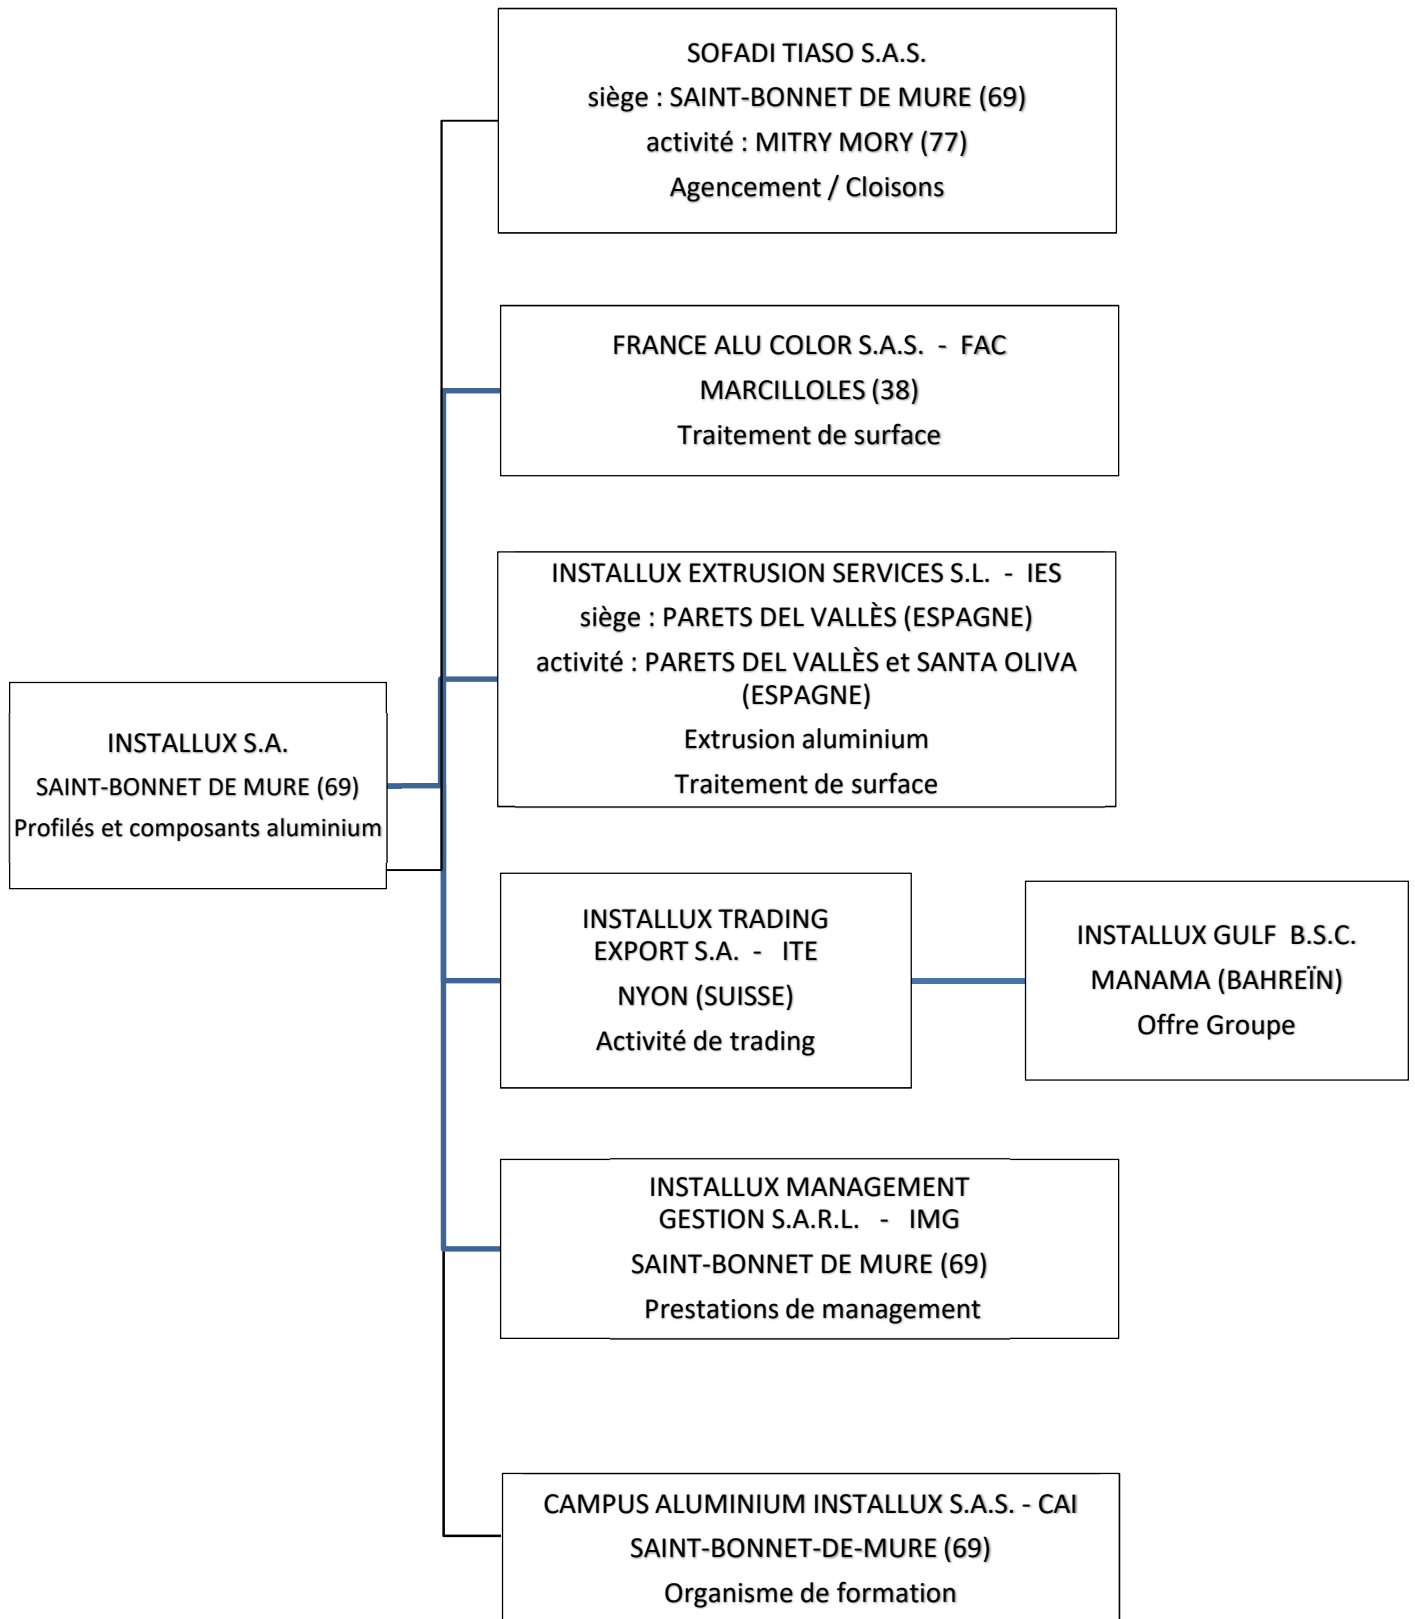 SOFADI TIASO S.A.S.
siège : SAINT-BONNET DE MURE (69)
activité : MITRY MORY (77)
Agencement / Cloisons
FRANCE ALU COLOR S.A.S. - FAC
MARCILLOLES (38)
Traitement de surface
INSTALLUX EXTRUSION SERVICES S.L. - IES
siège : PARETS DEL VALLÈS (ESPAGNE)
activité : PARETS DEL VALLÈS et SANTA OLIVA
(ESPAGNE)
Extrusion aluminium
Traitement de surface
INSTALLUX S.A.
SAINT-BONNET DE MURE (69)
Profilés et composants aluminium
INSTALLUX TRADING
EXPORT S.A. - ITE
NYON (SUISSE)
Activité de trading
INSTALLUX GULF B.S.C.
MANAMA (BAHREÏN)
Offre Groupe
INSTALLUX MANAGEMENT
GESTION S.A.R.L. - IMG
SAINT-BONNET DE MURE (69)
Prestations de management
CAMPUS ALUMINIUM INSTALLUX S.A.S. - CAI
SAINT-BONNET-DE-MURE (69)
Organisme de formation